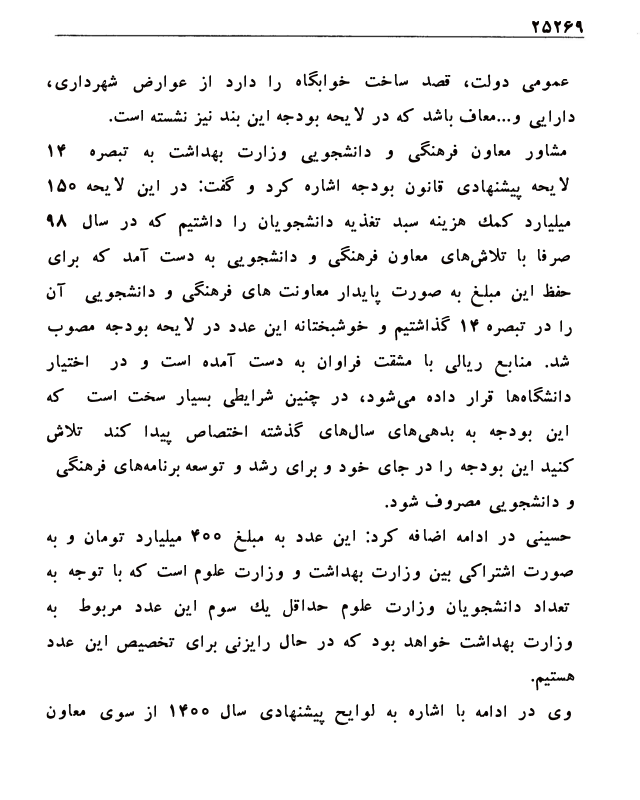 ۲۵۲۶۹
عمومی دولت، قصد ساخت خوابگاه را دارد از عوارض شهرداری،
دارایی و...معاف باشد که در لایحه بودجه این بند نیز نشسته است.
مشاور معاون فرهنگی و دانشجویی وزارت بهداشت به تبصره ۱۴
لایحه پیشنهادی قانون بودجه اشاره کرد و گفت: در این لایحه ۱۵۰
میلیارد کمک هزینه سبد تغذیه دانشجویان را داشتیم که در سال ۹۸
صرفا با تلاش‌های معاون فرهنگی و دانشجویی به دست آمد که برای
حفظ این مبلغ به صورت پایدار معاونت های فرهنگی و دانشجویی آن
را در تبصره ۱۴ گذاشتیم و خوشبختانه این عدد در لایحه بودجه مصوب
شد. منابع ریالی با مشقت فراوان به دست آمده است و در اختیار
دانشگاه‌ها قرار داده می‌شود، در چنین شرایطی بسیار سخت است که
این بودجه به بدهی‌های سال‌های گذشته اختصاص پیدا کند تلاش
کنید این بودجه را در جای خود و برای رشد و توسعه برنامه‌های فرهنگی
و دانشجویی مصروف شود.
حسینی در ادامه اضافه کرد: این عدد به مبلغ ۴۰۰ میلیارد تومان و به
صورت اشتراکی بین وزارت بهداشت و وزارت علوم است که با توجه به
تعداد دانشجویان وزارت علوم حداقل یک سوم این عدد مربوط به
وزارت بهداشت خواهد بود که در حال رایزنی برای تخصیص این عدد
هستیم.
وی در ادامه با اشاره به لوایح پیشنهادی سال ۱۴۰۰ از سوی معاون